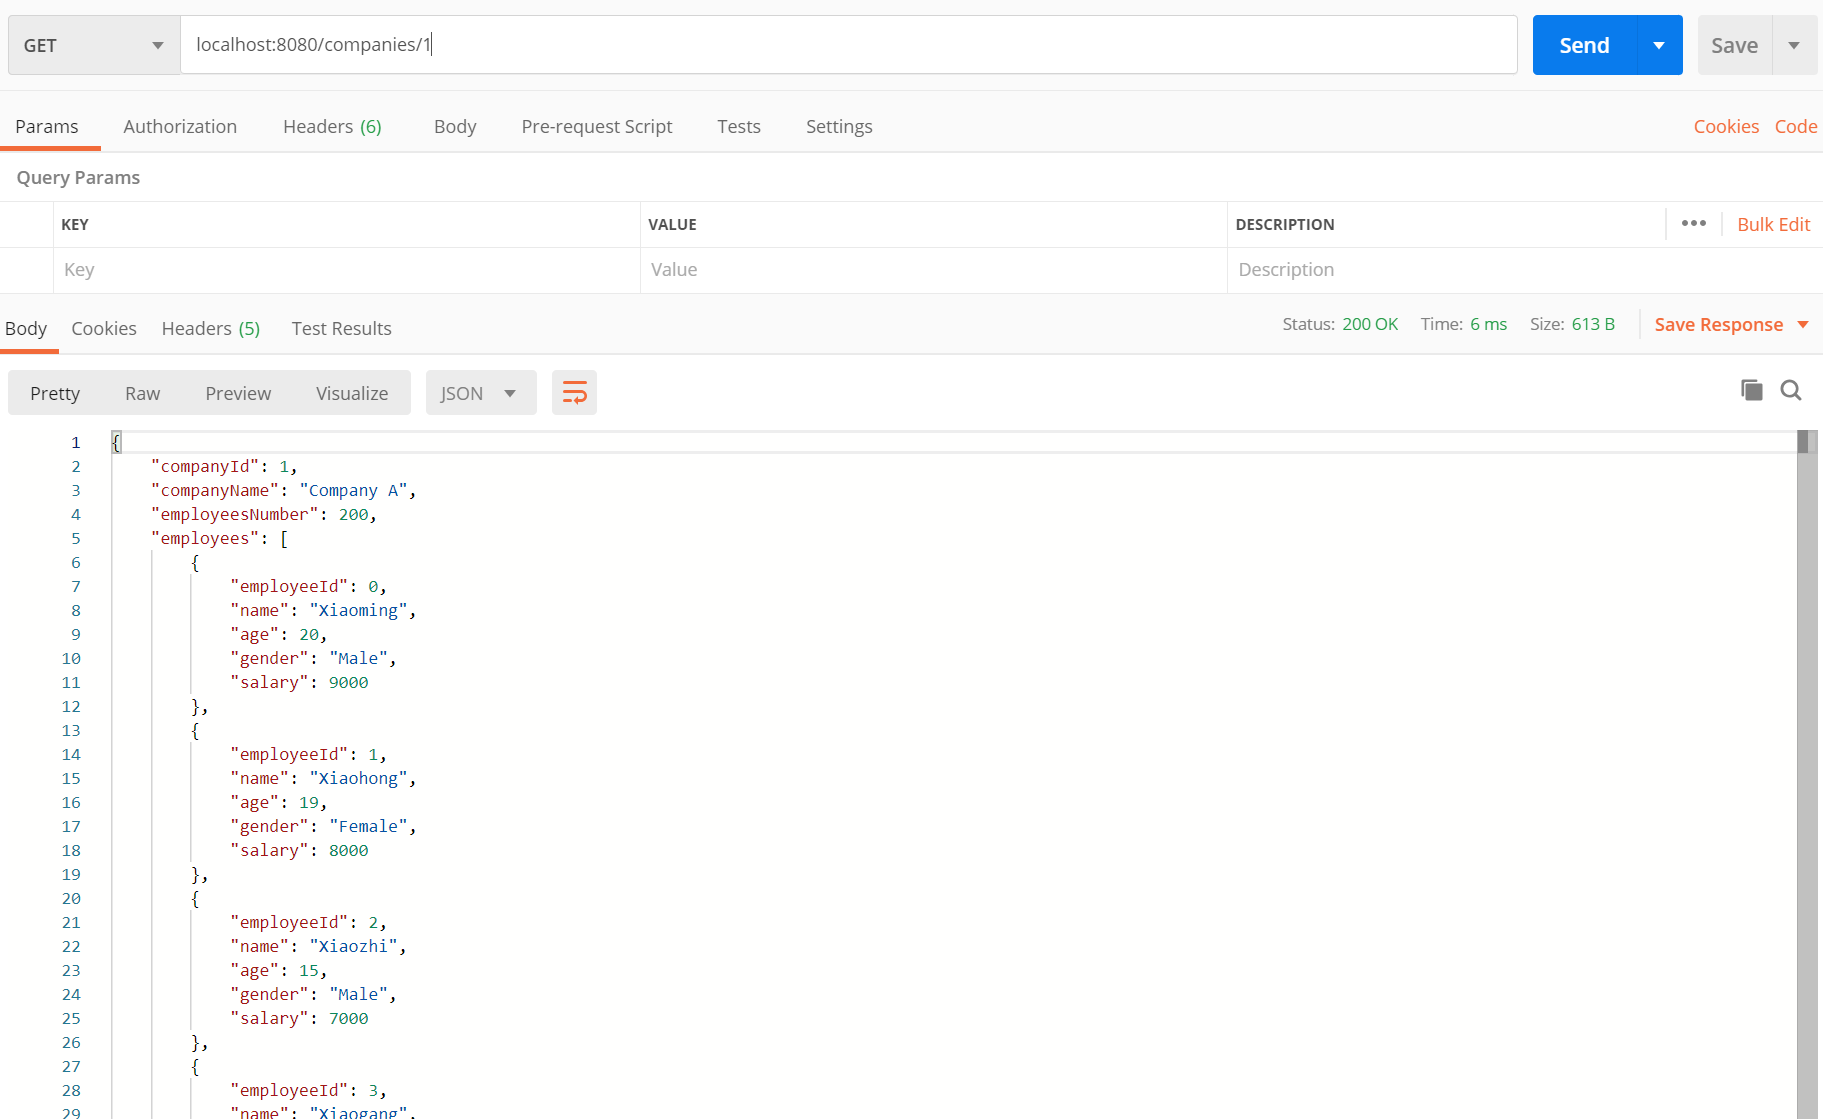 GET localhost:8080/companies/1 Send Save
Params Authorization Headers (6) Body Pre-request Script Tests Settings Cookies Code
Query Params
KEY VALUE DESCRIPTION ••• Bulk Edit
Key Value Description
Body Cookies Headers (5) Test Results Status: 200 OK Time: 6 ms Size: 613 B Save Response
Pretty Raw Preview Visualize JSON
1 {
2 "companyId": 1,
3 "companyName": "Company A",
4 "employeesNumber": 200,
5 "employees": [
6 {
7 "employeeId": 0,
8 "name": "Xiaoming",
9 "age": 20,
10 "gender": "Male",
11 "salary": 9000
12 },
13 {
14 "employeeId": 1,
15 "name": "Xiaohong",
16 "age": 19,
17 "gender": "Female",
18 "salary": 8000
19 },
20 {
21 "employeeId": 2,
22 "name": "Xiaozhi",
23 "age": 15,
24 "gender": "Male",
25 "salary": 7000
26 },
27 {
28 "employeeId": 3,
29 "name": "Xiaogang",